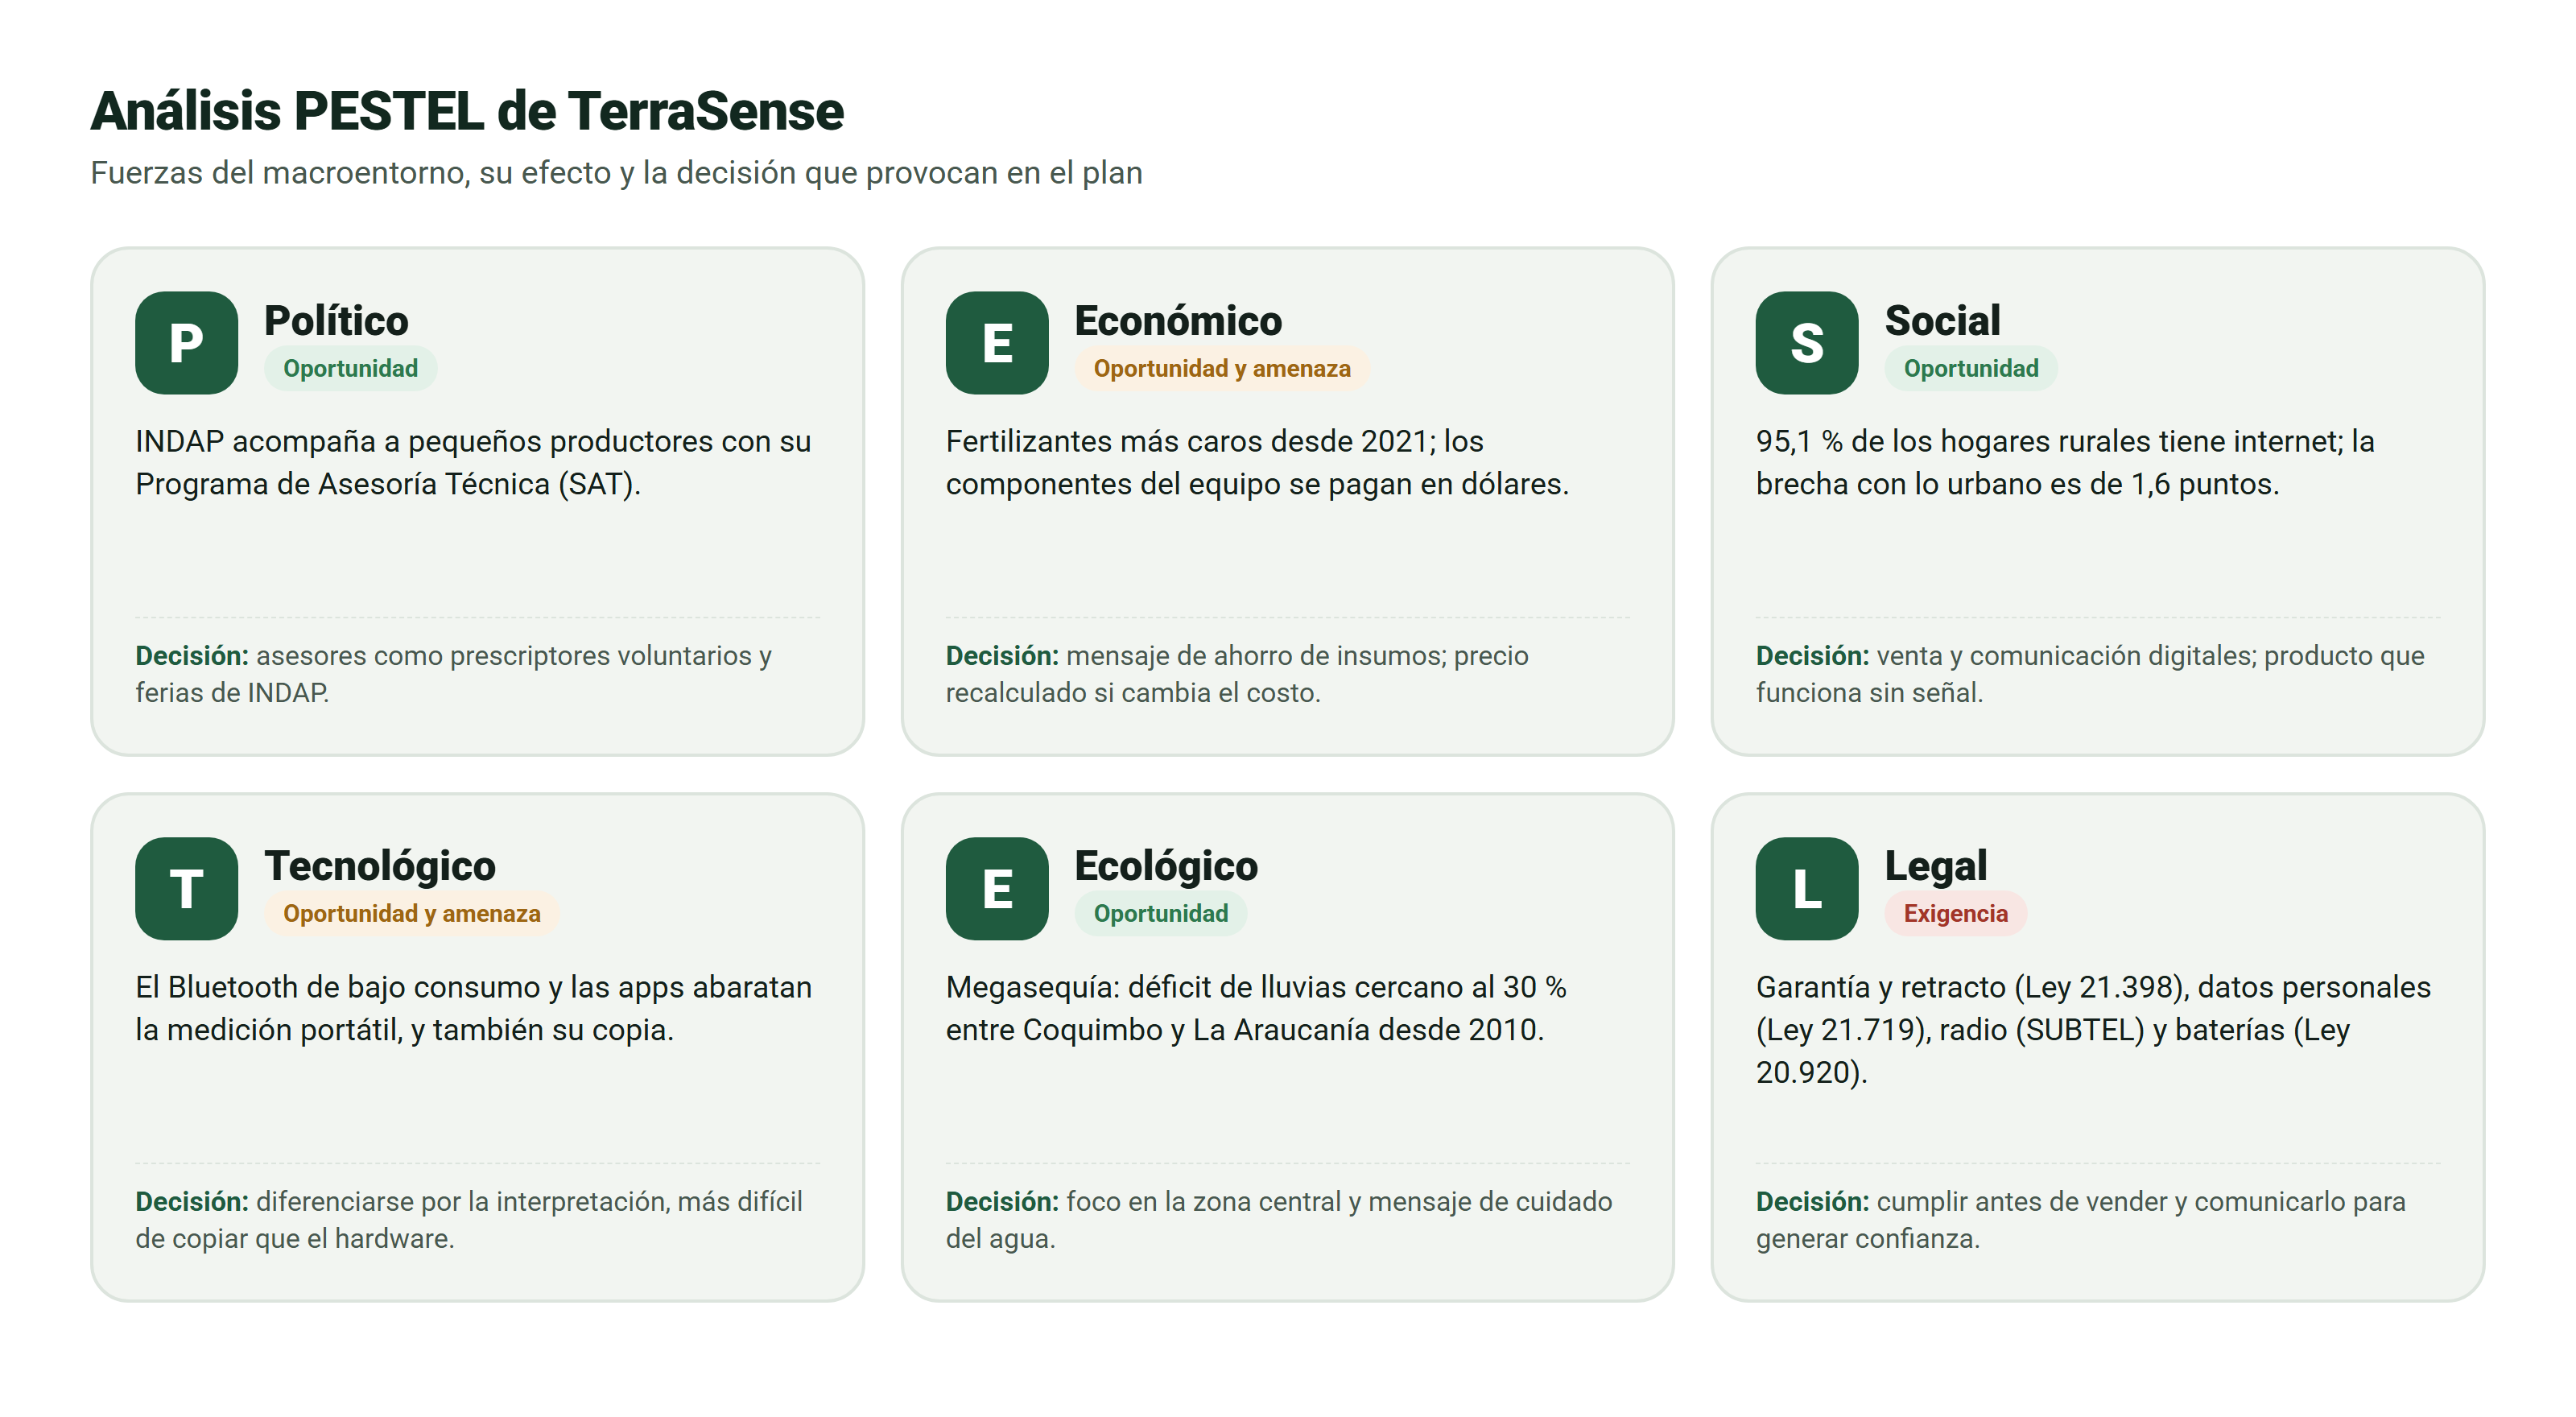 Análisis PESTEL de TerraSense
Fuerzas del macroentorno, su efecto y la decisión que provocan en el plan
P
Político
Oportunidad
INDAP acompaña a pequeños productores con su
Programa de Asesoría Técnica (SAT).
Decisión: asesores como prescriptores voluntarios y
ferias de INDAP.
E
Económico
Oportunidad y amenaza
Fertilizantes más caros desde 2021; los
componentes del equipo se pagan en dólares.
Decisión: mensaje de ahorro de insumos; precio
recalculado si cambia el costo.
S
Social
Oportunidad
95,1 % de los hogares rurales tiene internet; la
brecha con lo urbano es de 1,6 puntos.
Decisión: venta y comunicación digitales; producto que
funciona sin señal.
T
Tecnológico
Oportunidad y amenaza
El Bluetooth de bajo consumo y las apps abaratan
la medición portátil, y también su copia.
Decisión: diferenciarse por la interpretación, más difícil
de copiar que el hardware.
E
Ecológico
Oportunidad
Megasequía: déficit de lluvias cercano al 30 %
entre Coquimbo y La Araucanía desde 2010.
Decisión: foco en la zona central y mensaje de cuidado
del agua.
L
Legal
Exigencia
Garantía y retracto (Ley 21.398), datos personales
(Ley 21.719), radio (SUBTEL) y baterías (Ley
20.920).
Decisión: cumplir antes de vender y comunicarlo para
generar confianza.